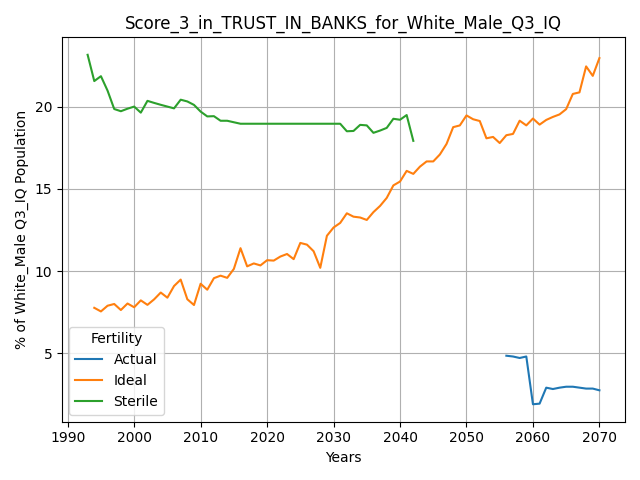 Score_3_in_TRUST_IN_BANKS_for_White_Male_Q3_IQ
% of White_Male Q3_IQ Population
20
15
10
5
Fertility
Actual
Ideal
Sterile
1990 2000 2010 2020 2030 2040 2050 2060 2070
Years